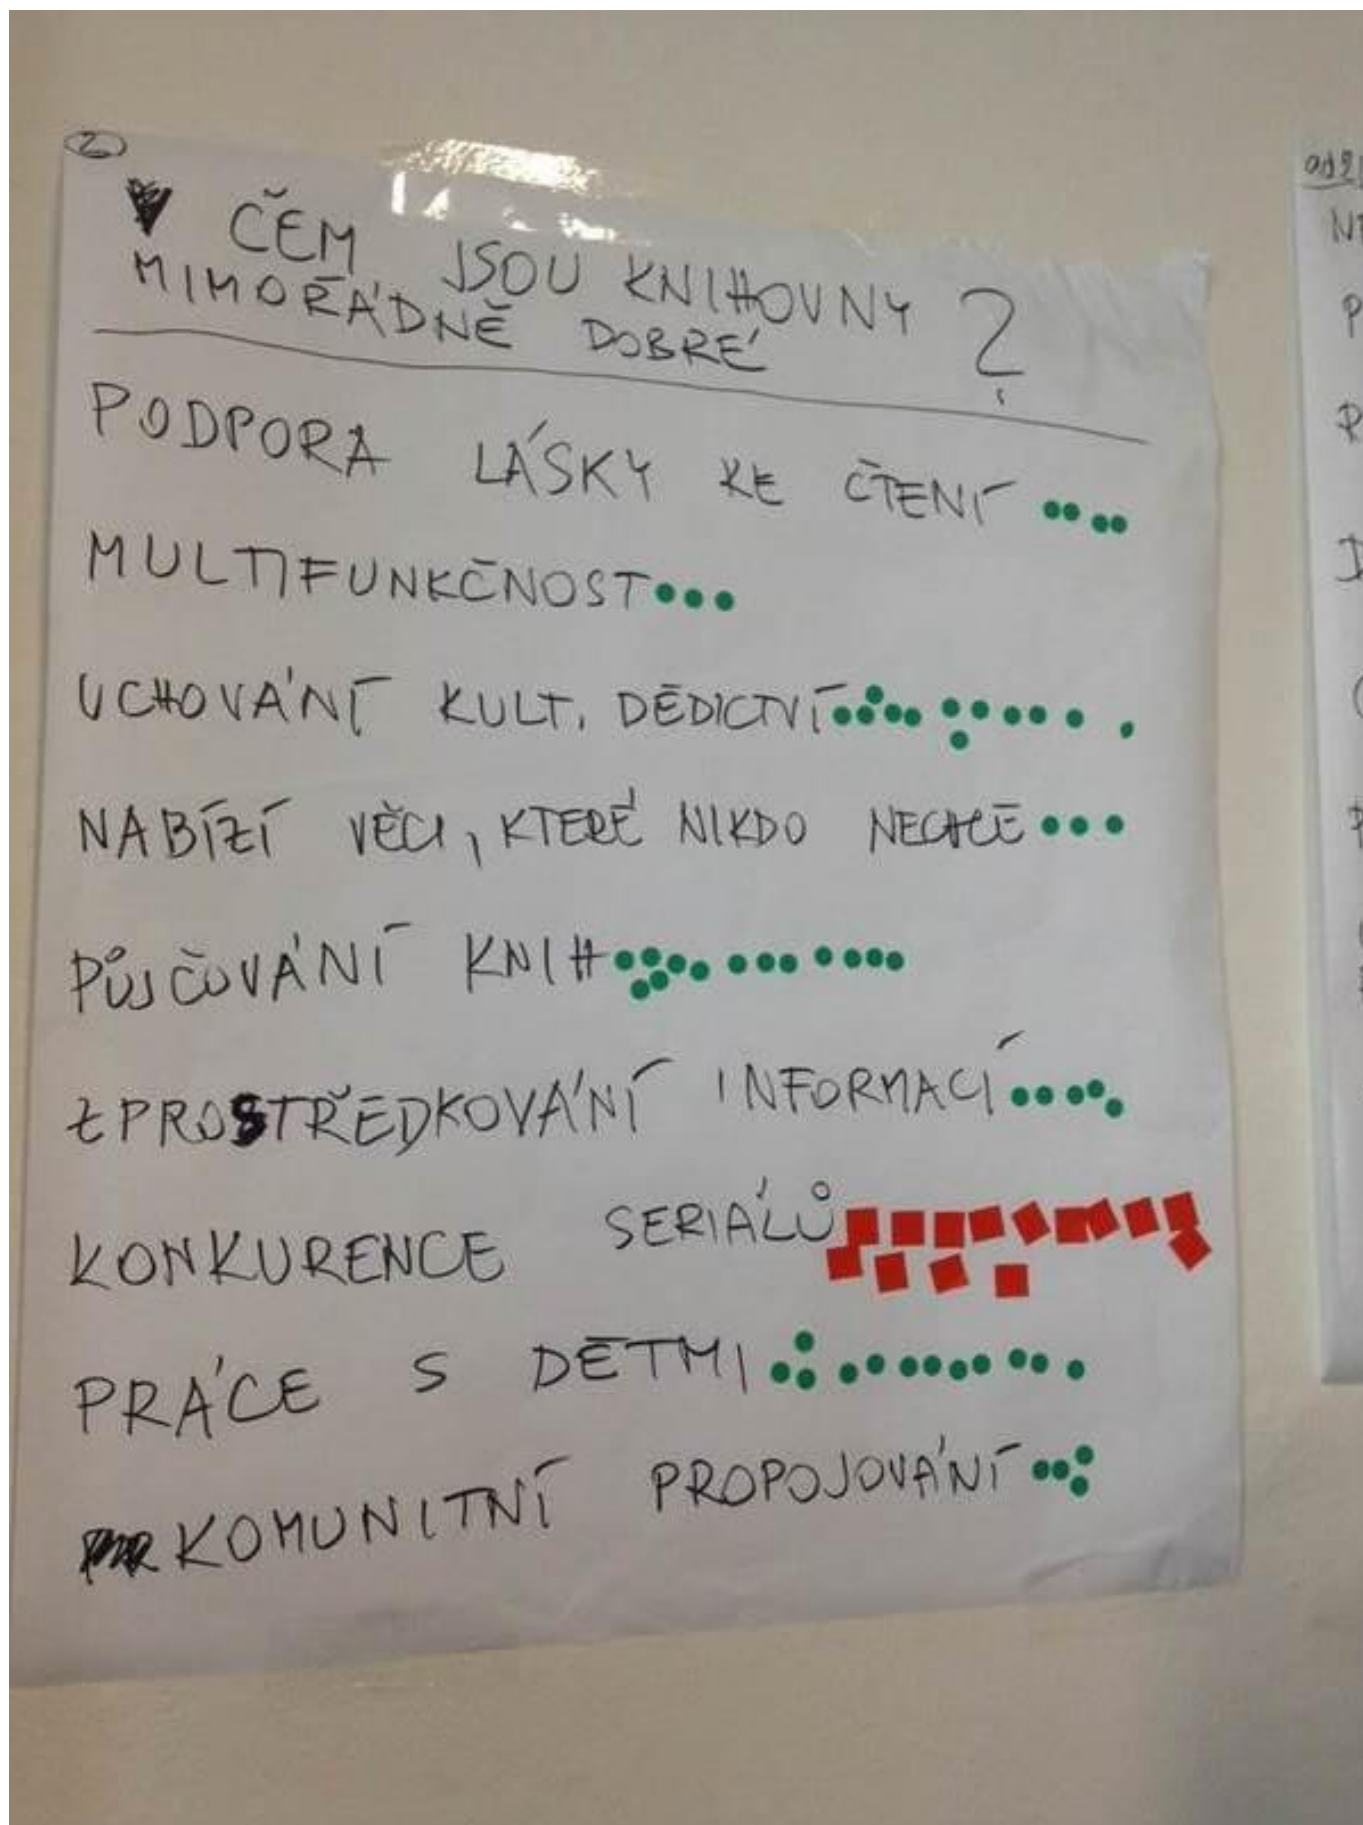 2
V ČEM JSOU KNIHOVNY
MIMOŘÁDNĚ DOBRÉ ?
PODPORA LÁSKY KE ČTENÍ
MULTIFUNKČNOST
UCHOVÁNÍ KULT. DĚDICTVÍ
NABÍZÍ VĚCI, KTERÉ NIKDO NECHCE
PŮJČOVÁNÍ KNIH
ZPROSTŘEDKOVÁNÍ INFORMACÍ
KONKURENCE SERIÁLŮ
PRÁCE S DĚTMI
KOMUNITNÍ PROPOJOVÁNÍ